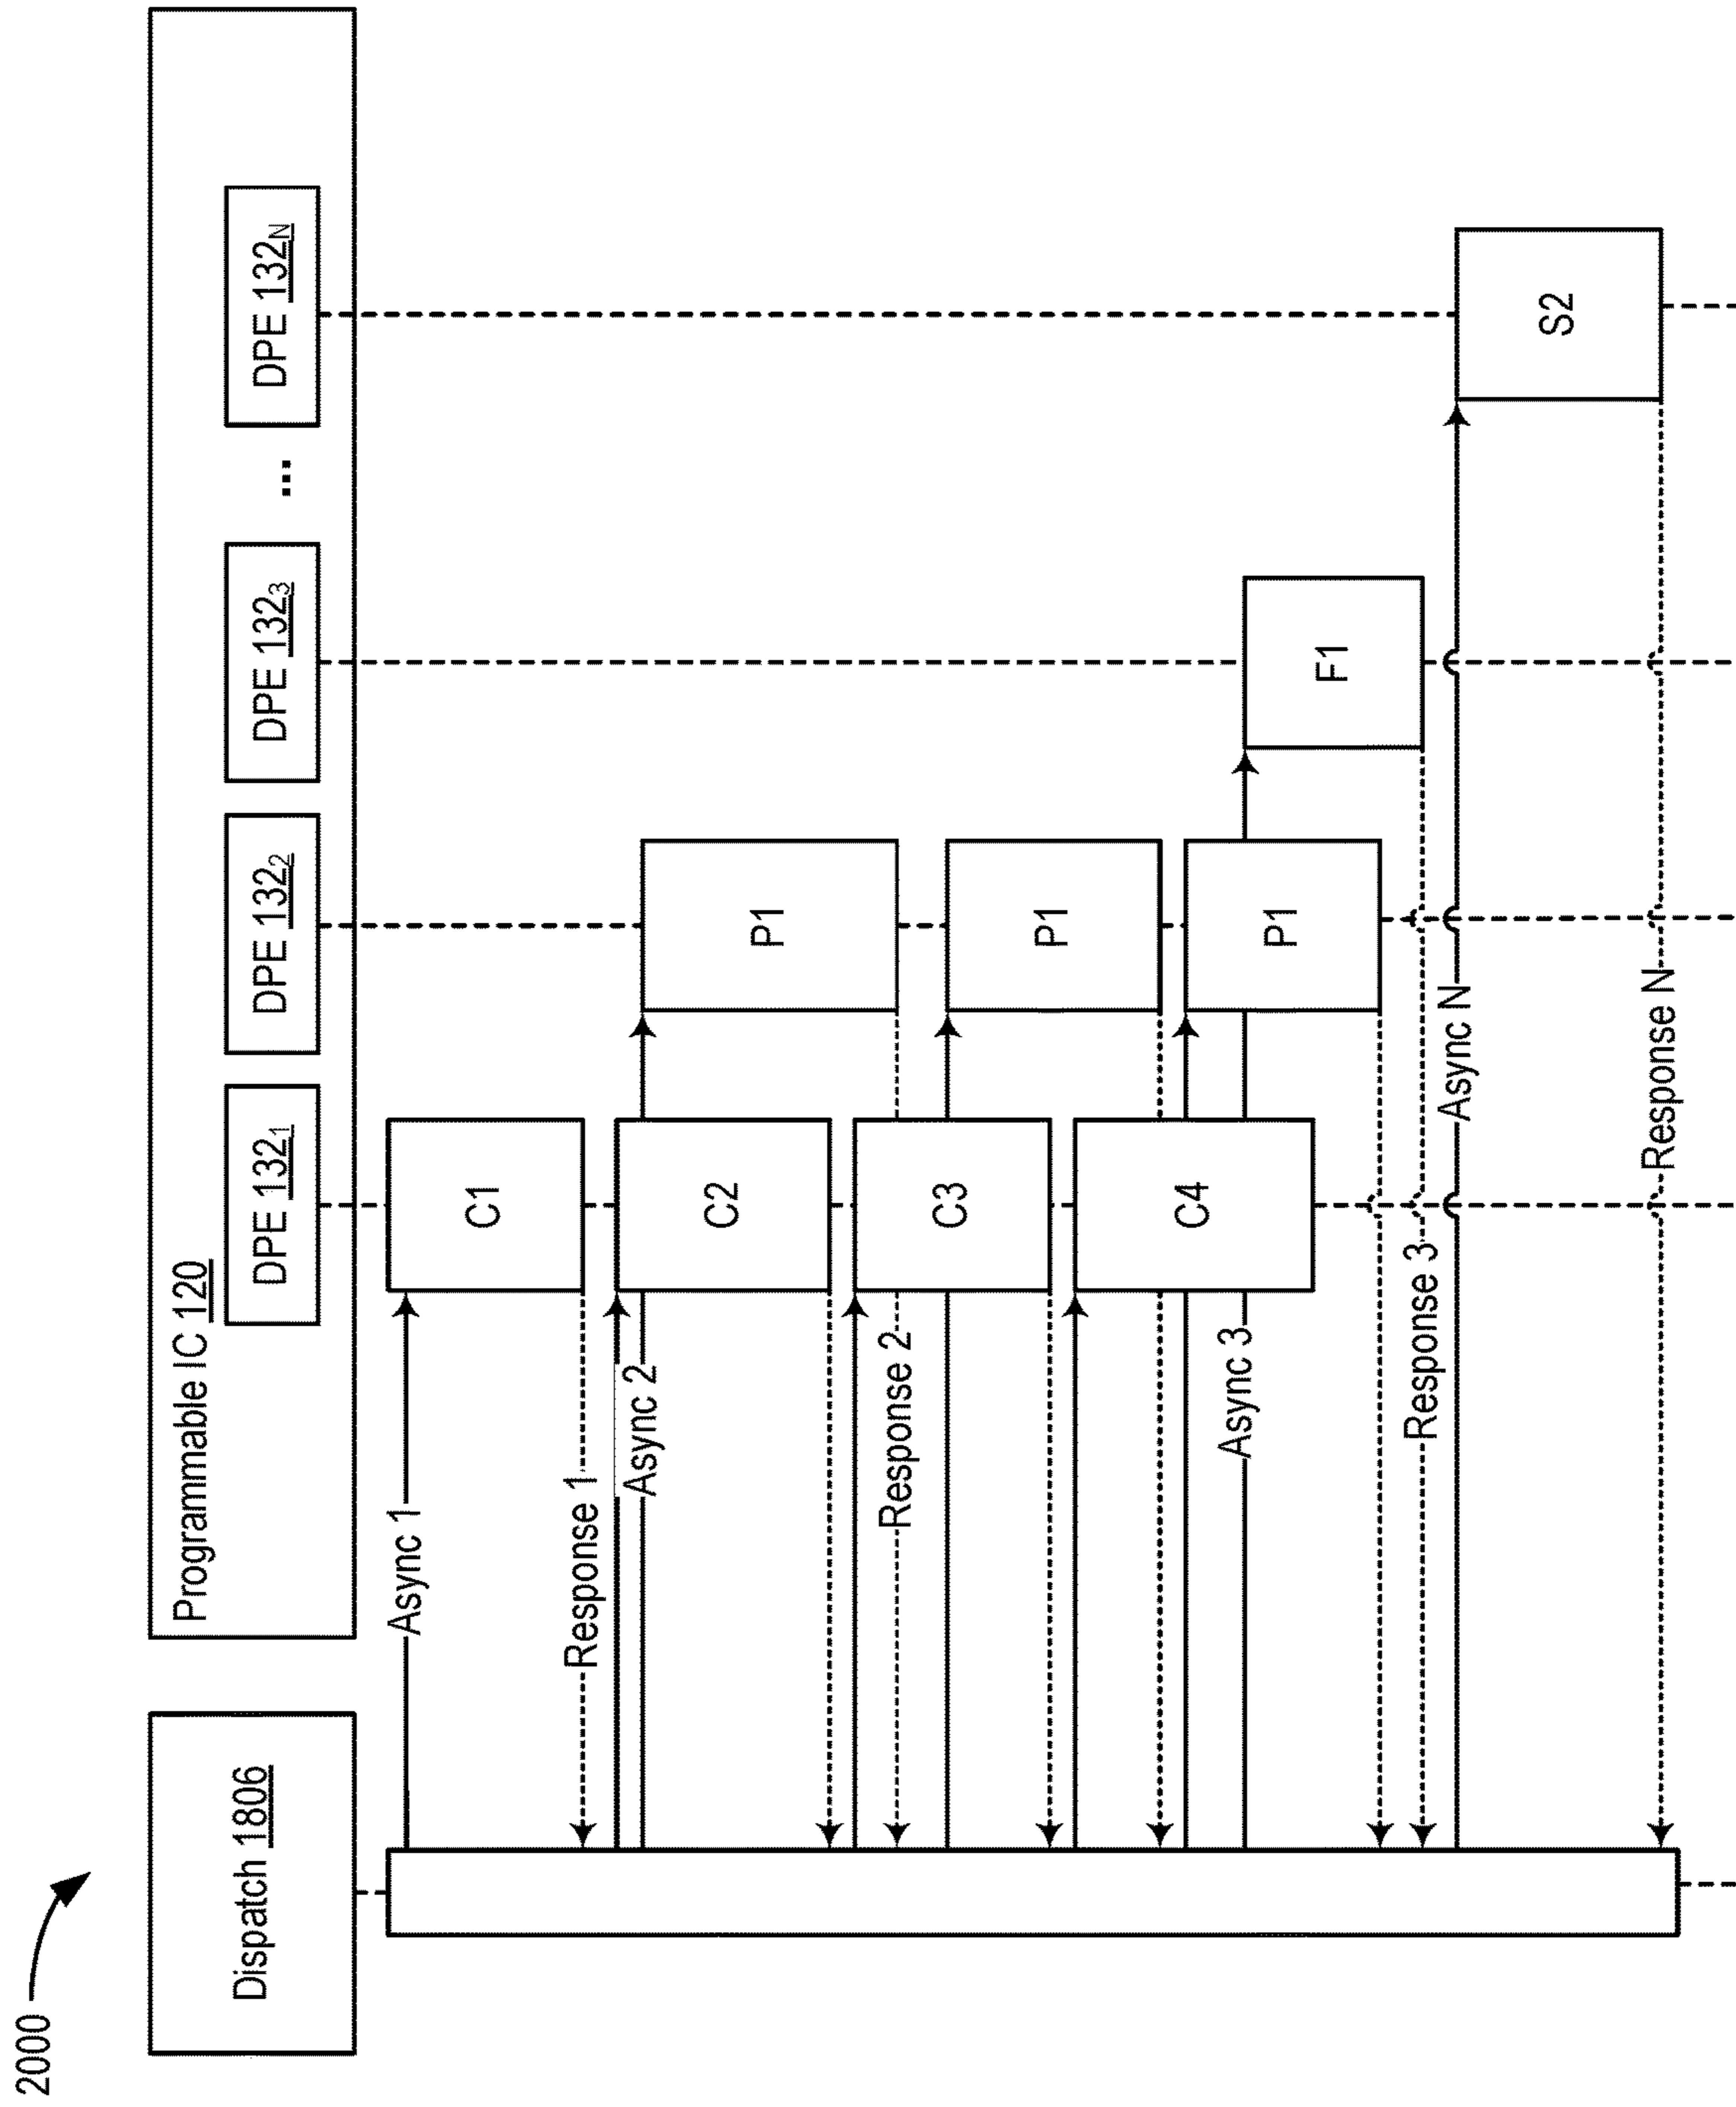 2000
Dispatch 1806
Programmable IC 120
DPE 132₁
DPE 132₂
DPE 132₃
...
DPE 132N
Async 1
C1
Response 1
Async 2
C2
P1
Response 2
C3
P1
C4
P1
Async 3
F1
Response 3
Async N
S2
Response N